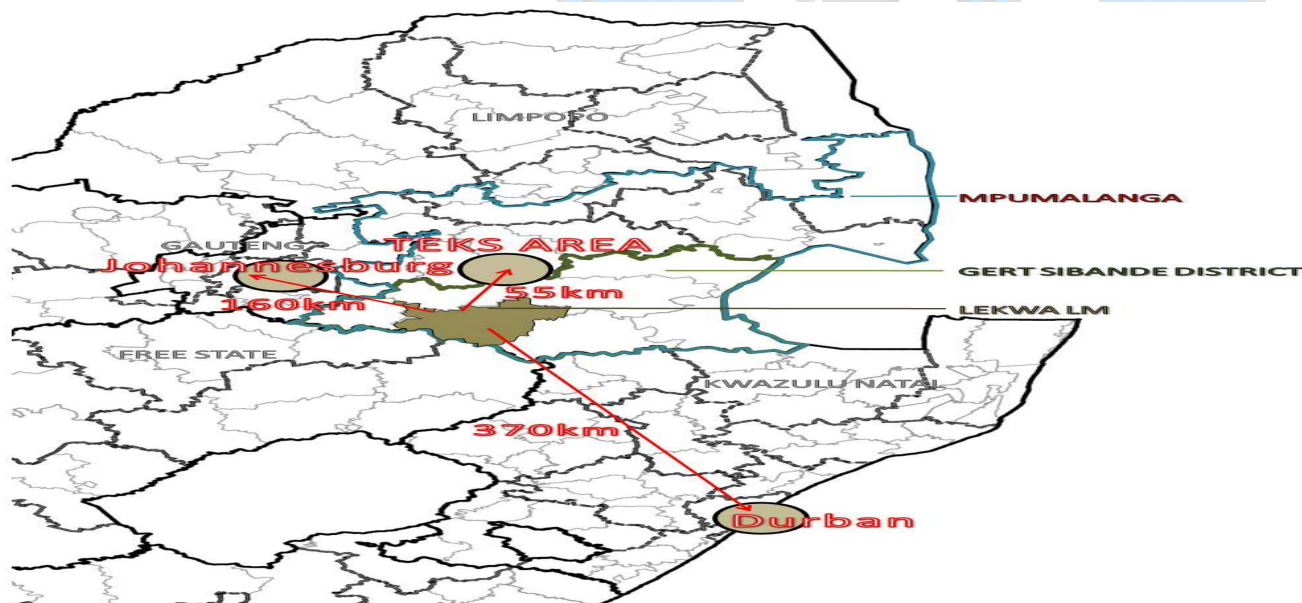 LIMPOPO
MPUMALANGA
GAUTENG
TEKS AREA
Johannesburg
GERT SIBANDE DISTRICT
160km
55km
LEKWA LM
FREE STATE
KWAZULU NATAL
370km
Durban